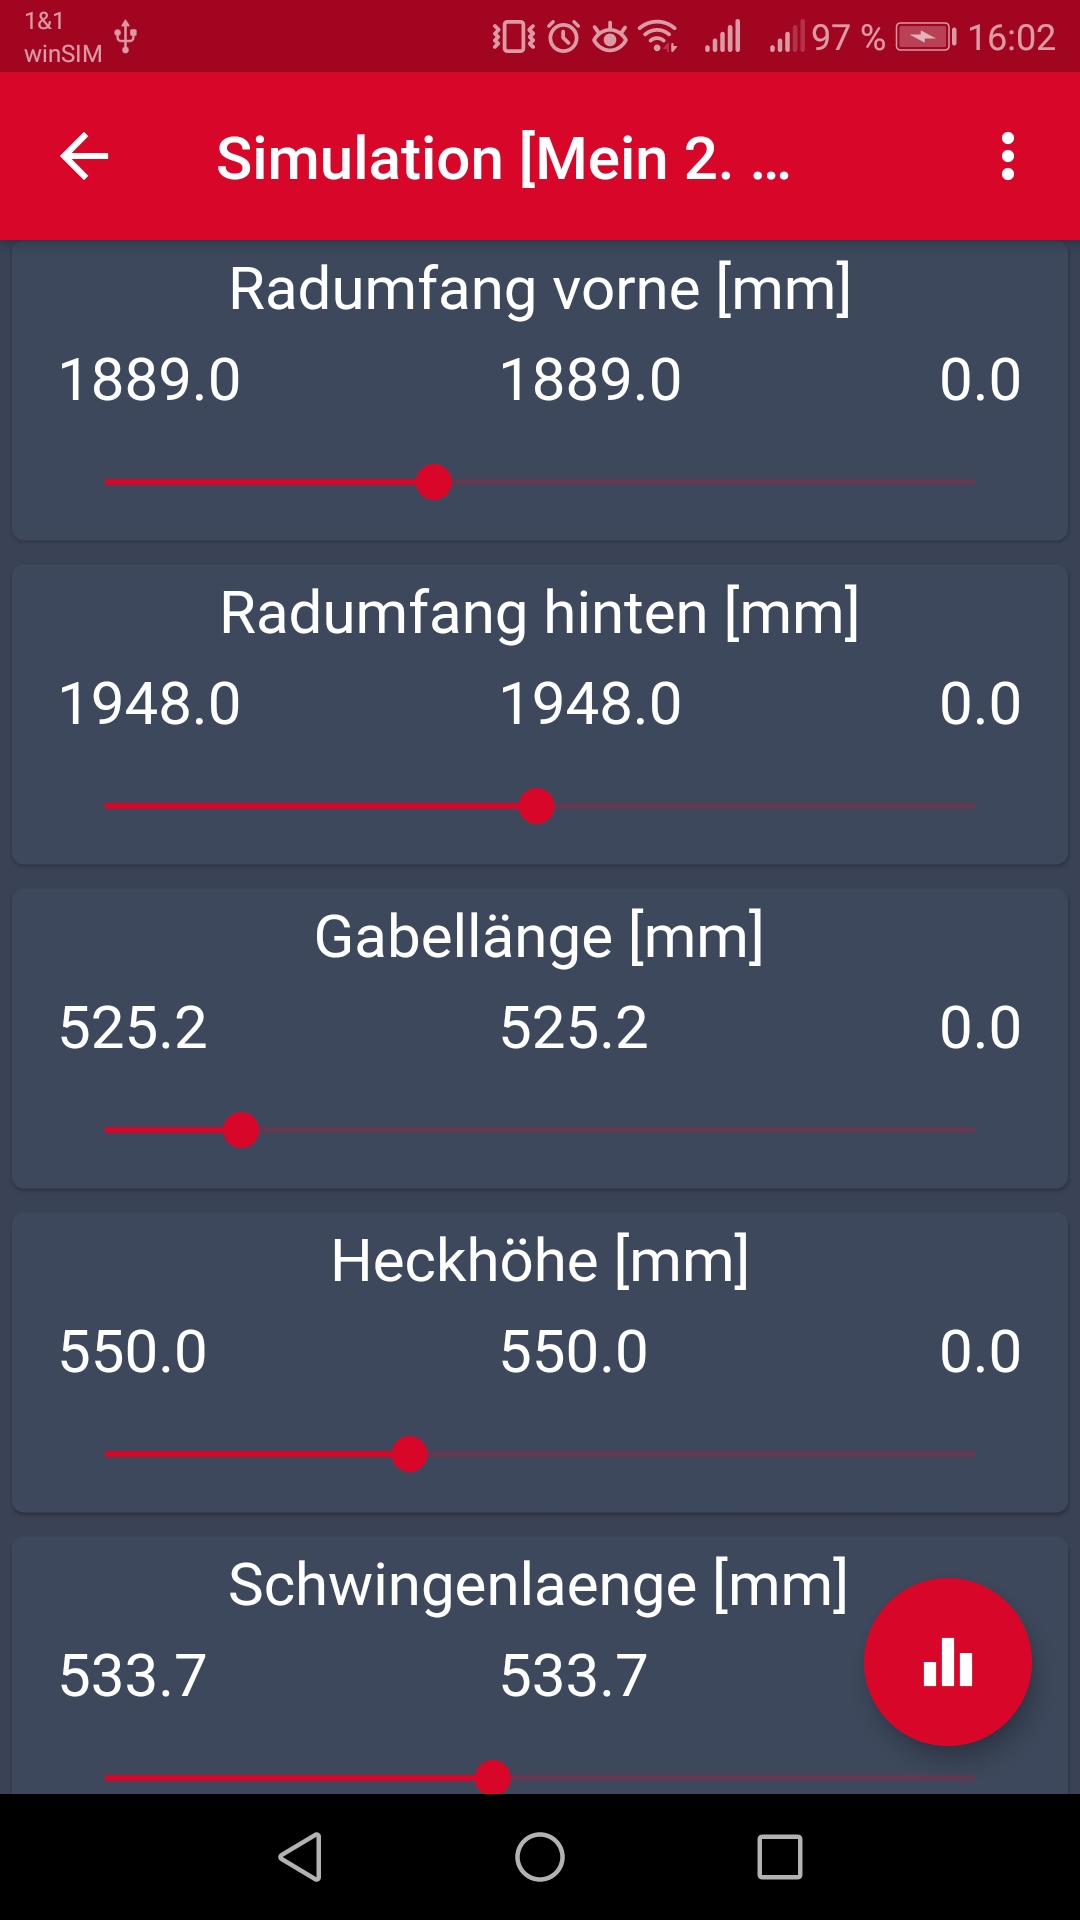 1&1
winSIM
97 %
16:02
Simulation [Mein 2. ...
Radumfang vorne [mm]
1889.0 1889.0 0.0
Radumfang hinten [mm]
1948.0 1948.0 0.0
Gabellänge [mm]
525.2 525.2 0.0
Heckhöhe [mm]
550.0 550.0 0.0
Schwingenlaenge [mm]
533.7 533.7